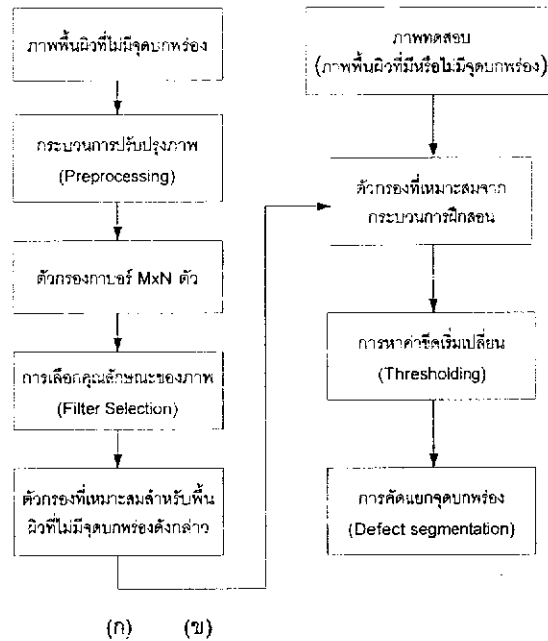 ภาพพื้นผิวที่ไม่มีจุดบกพร่อง
กระบวนการปรับปรุงภาพ
(Preprocessing)
ตัวกรองกาบอร์ MxN ตัว
การเลือกคุณลักษณะของภาพ
(Filter Selection)
ตัวกรองที่เหมาะสมสำหรับพื้น
ผิวที่ไม่มีจุดบกพร่องดังกล่าว
ภาพทดสอบ
(ภาพพื้นผิวที่มีหรือไม่มีจุดบกพร่อง)
ตัวกรองที่เหมาะสมจาก
กระบวนการฝึกสอน
การหาค่าขีดเริ่มเปลี่ยน
(Thresholding)
การคัดแยกจุดบกพร่อง
(Defect segmentation)
(ก) (ข)